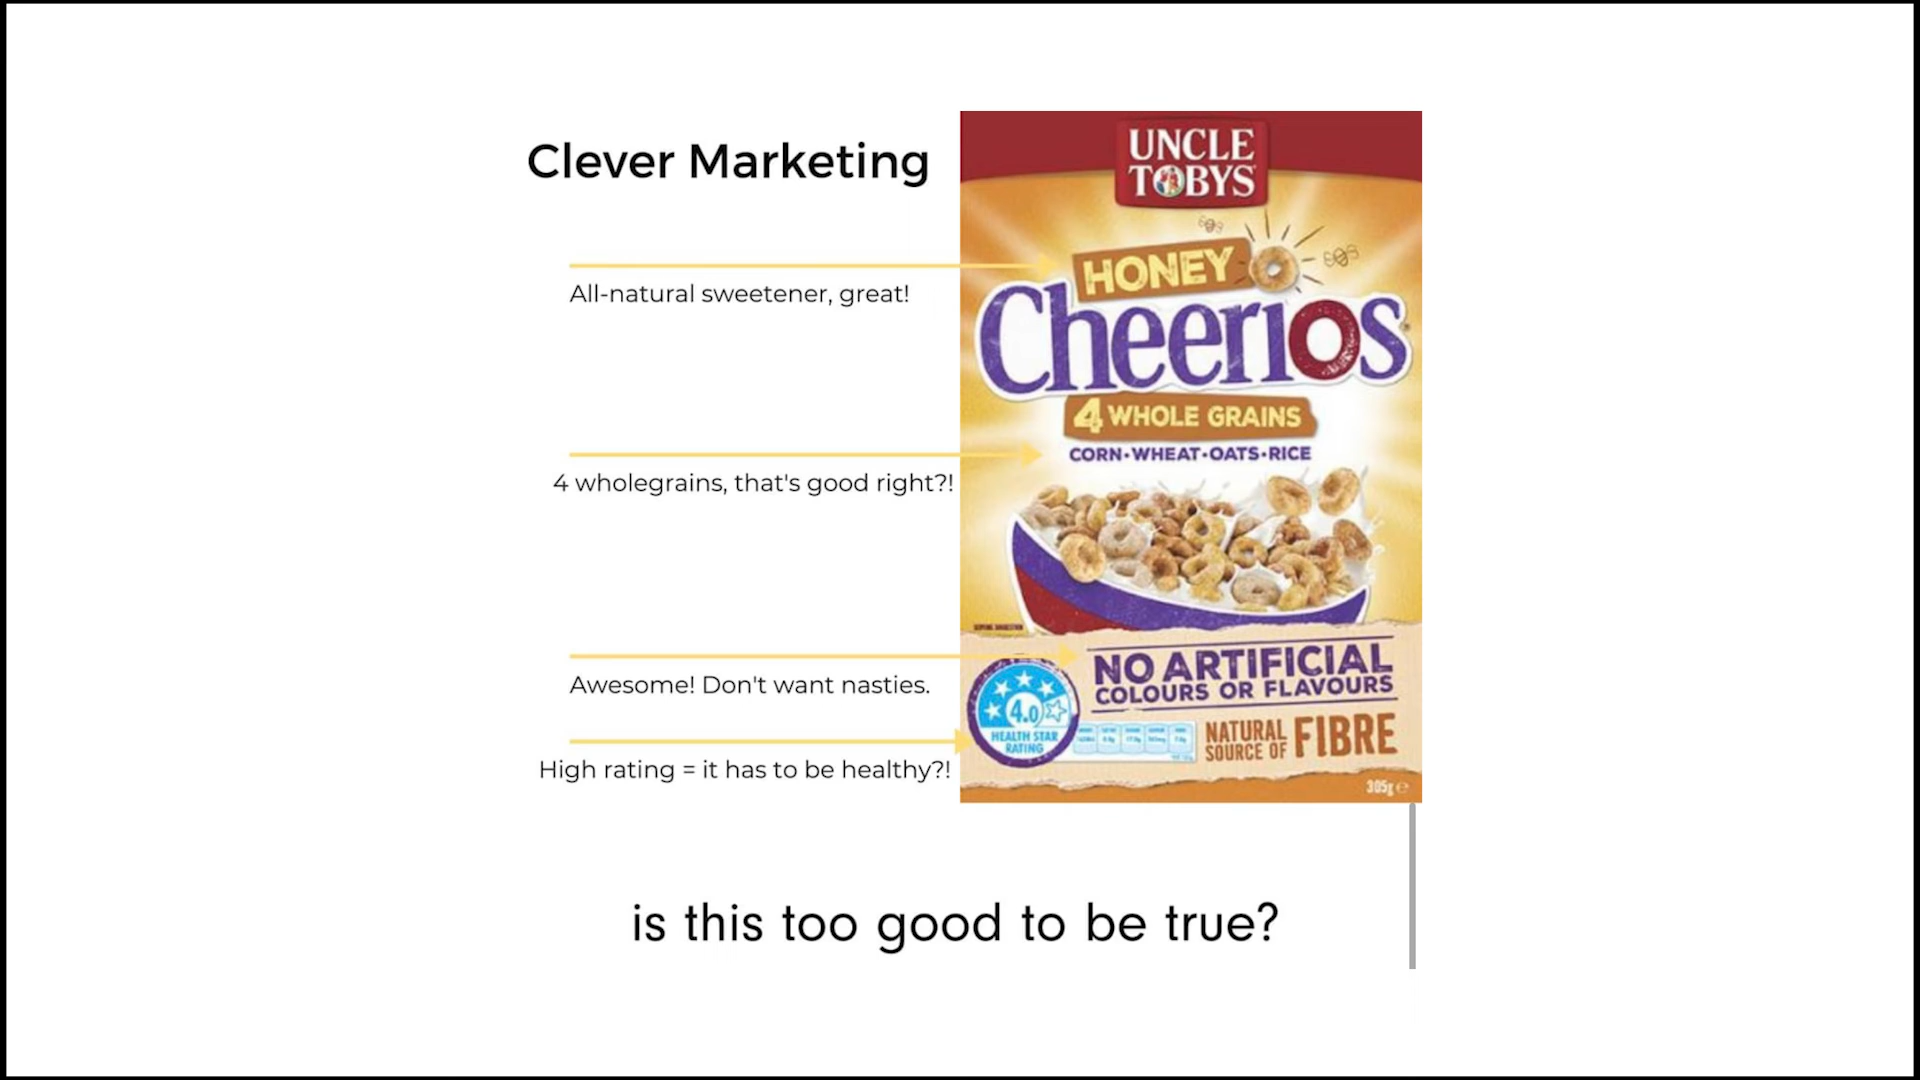 Clever Marketing
All-natural sweetener, great!
4 wholegrains, that's good right?!
Awesome! Don't want nasties.
High rating = it has to be healthy?!
UNCLE
TOBYS
HONEY
Cheerios
4 WHOLE GRAINS
CORN•WHEAT•OATS•RICE
NO ARTIFICIAL
COLOURS OR FLAVOURS
4.0
HEALTH STAR
RATING
NATURAL
SOURCE OF
FIBRE
305g e
is this too good to be true?